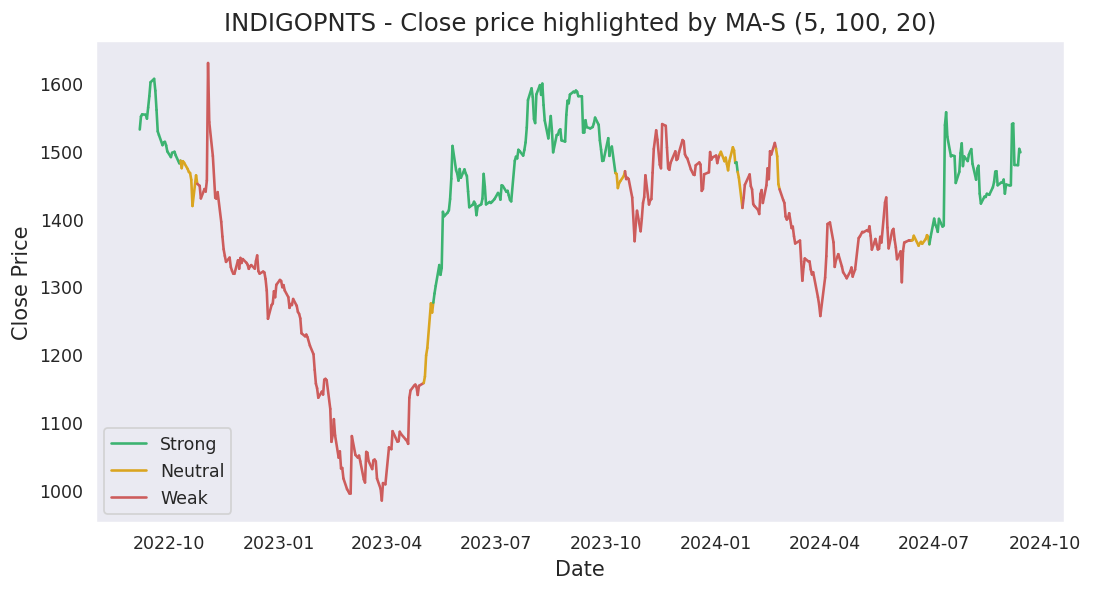 INDIGOPNTS - Close price highlighted by MA-S (5, 100, 20)
Close Price
1600
1500
1400
1300
1200
1100
1000
Strong
Neutral
Weak
2022-10
2023-01
2023-04
2023-07
2023-10
2024-01
2024-04
2024-07
2024-10
Date